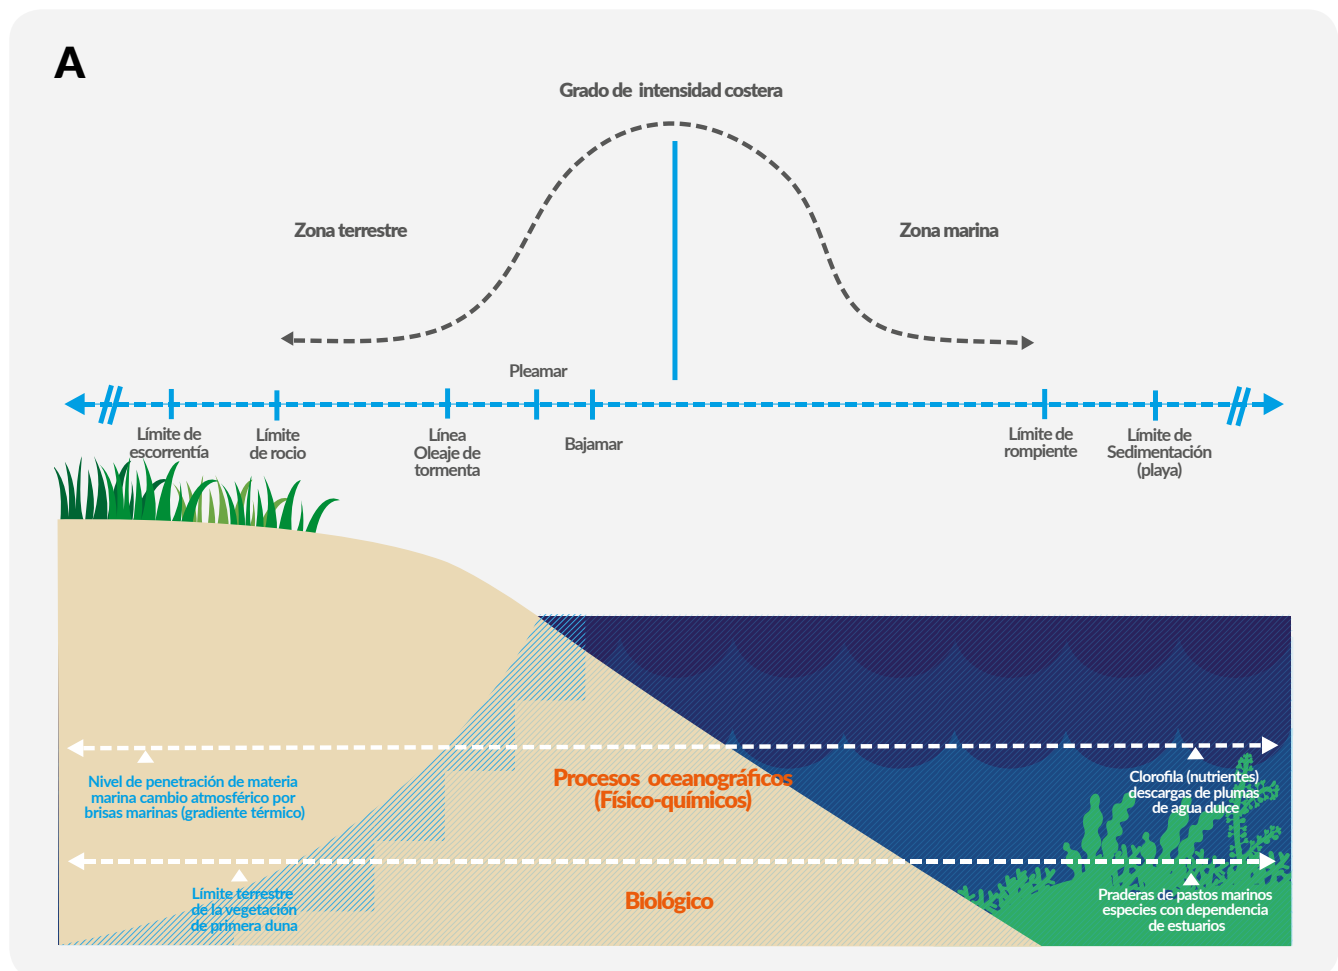 A
Grado de intensidad costera
Zona terrestre
Zona marina
Pleamar
Límite de
escorrentía
Límite
de rocio
Línea
Oleaje de
tormenta
Bajamar
Límite de
rompiente
Límite de
Sedimentación
(playa)
Nivel de penetración de materia
marina cambio atmosférico por
brisas marinas (gradiente térmico)
Procesos oceanográficos
(Físico-químicos)
Clorofila (nutrientes)
descargas de plumas
de agua dulce
Límite terrestre
de la vegetación
de primera duna
Biológico
Praderas de pastos marinos
especies con dependencia
de estuarios